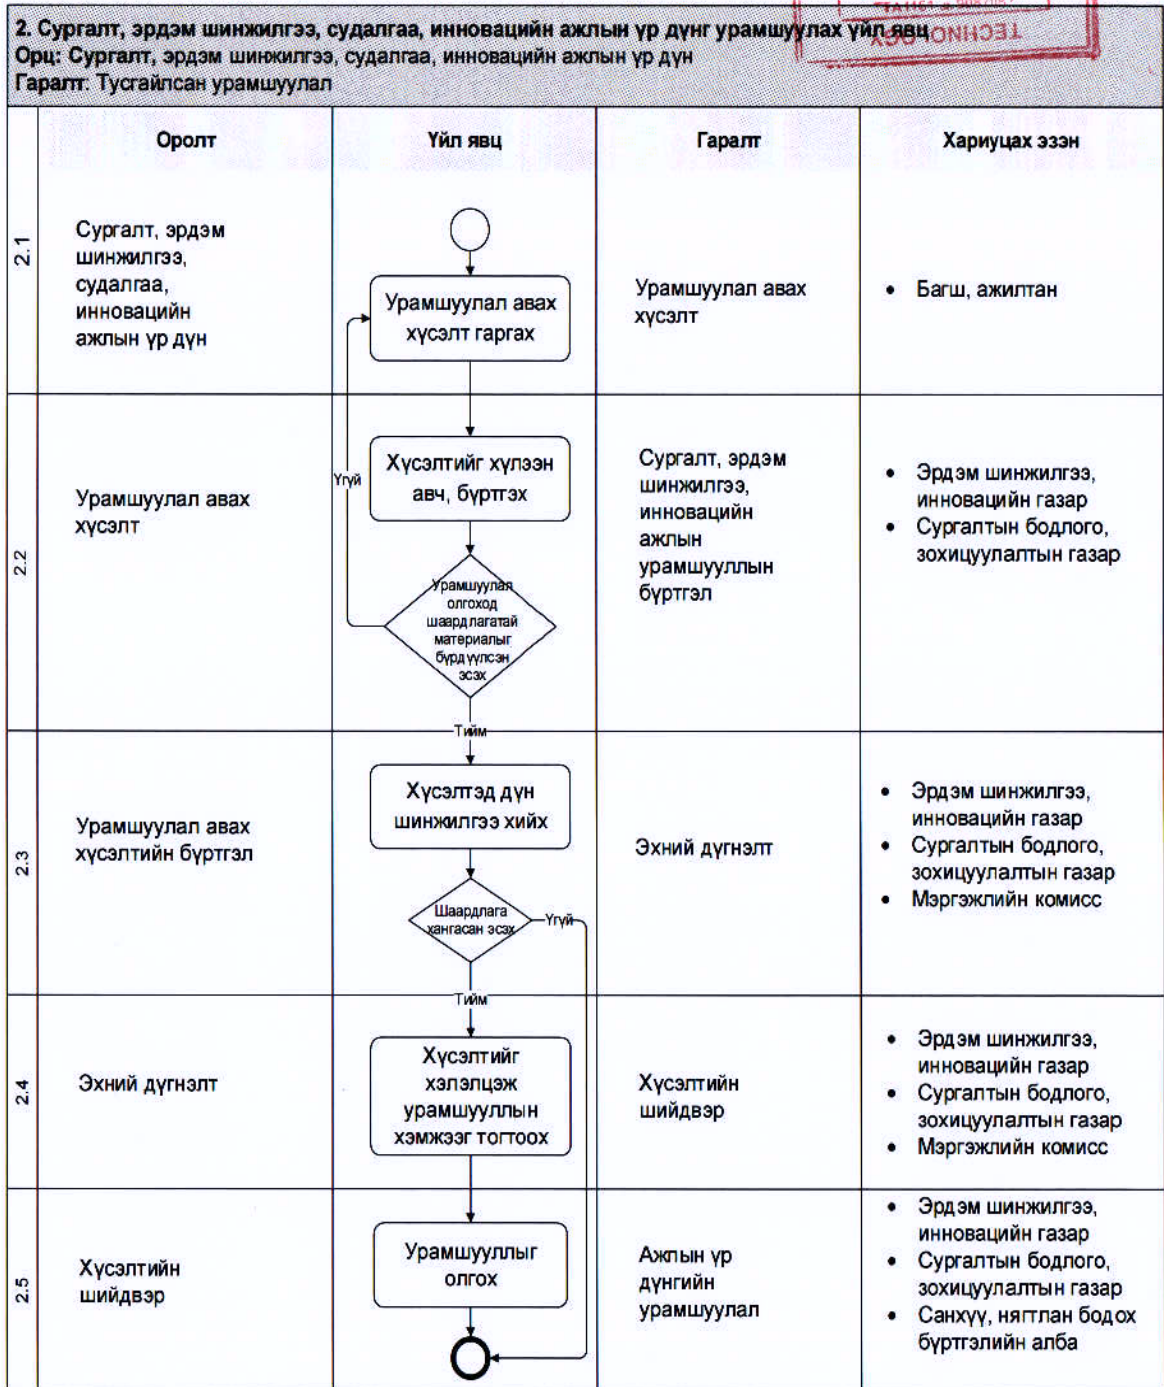 2. Сургалт, эрдэм шинжилгээ, судалгаа, инновацийн ажлын үр дүнг урамшуулах үйл явц
Орц: Сургалт, эрдэм шинжилгээ, судалгаа, инновацийн ажлын үр дүн
Гаралт: Тусгайлсан урамшуулал
TECHNOLOGY
Оролт
Үйл явц
Гаралт
Хариуцах эзэн
2.1
Сургалт, эрдэм
шинжилгээ,
судалгаа,
инновацийн
ажлын үр дүн
Урамшуулал авах
хүсэлт гаргах
Урамшуулал авах
хүсэлт
• Багш, ажилтан
2.2
Урамшуулал авах
хүсэлт
Үгүй
Хүсэлтийг хүлээн
авч, бүртгэх
Урамшуулал
олгоход
шаардлагатай
материалыг
бүрдүүлсэн
эсэх
Тийм
Сургалт, эрдэм
шинжилгээ,
инновацийн
ажлын
урамшууллын
бүртгэл
• Эрдэм шинжилгээ,
инновацийн газар
• Сургалтын бодлого,
зохицуулалтын газар
2.3
Урамшуулал авах
хүсэлтийн бүртгэл
Хүсэлтэд дүн
шинжилгээ хийх
Шаардлага
хангасан эсэх
Үгүй
Тийм
Эхний дүгнэлт
• Эрдэм шинжилгээ,
инновацийн газар
• Сургалтын бодлого,
зохицуулалтын газар
• Мэргэжлийн комисс
2.4
Эхний дүгнэлт
Хүсэлтийг
хэлэлцэж
урамшууллын
хэмжээг тогтоох
Хүсэлтийн
шийдвэр
• Эрдэм шинжилгээ,
инновацийн газар
• Сургалтын бодлого,
зохицуулалтын газар
• Мэргэжлийн комисс
2.5
Хүсэлтийн
шийдвэр
Урамшууллыг
олгох
Ажлын үр
дүнгийн
урамшуулал
• Эрдэм шинжилгээ,
инновацийн газар
• Сургалтын бодлого,
зохицуулалтын газар
• Санхүү, нягтлан бодох
бүртгэлийн алба